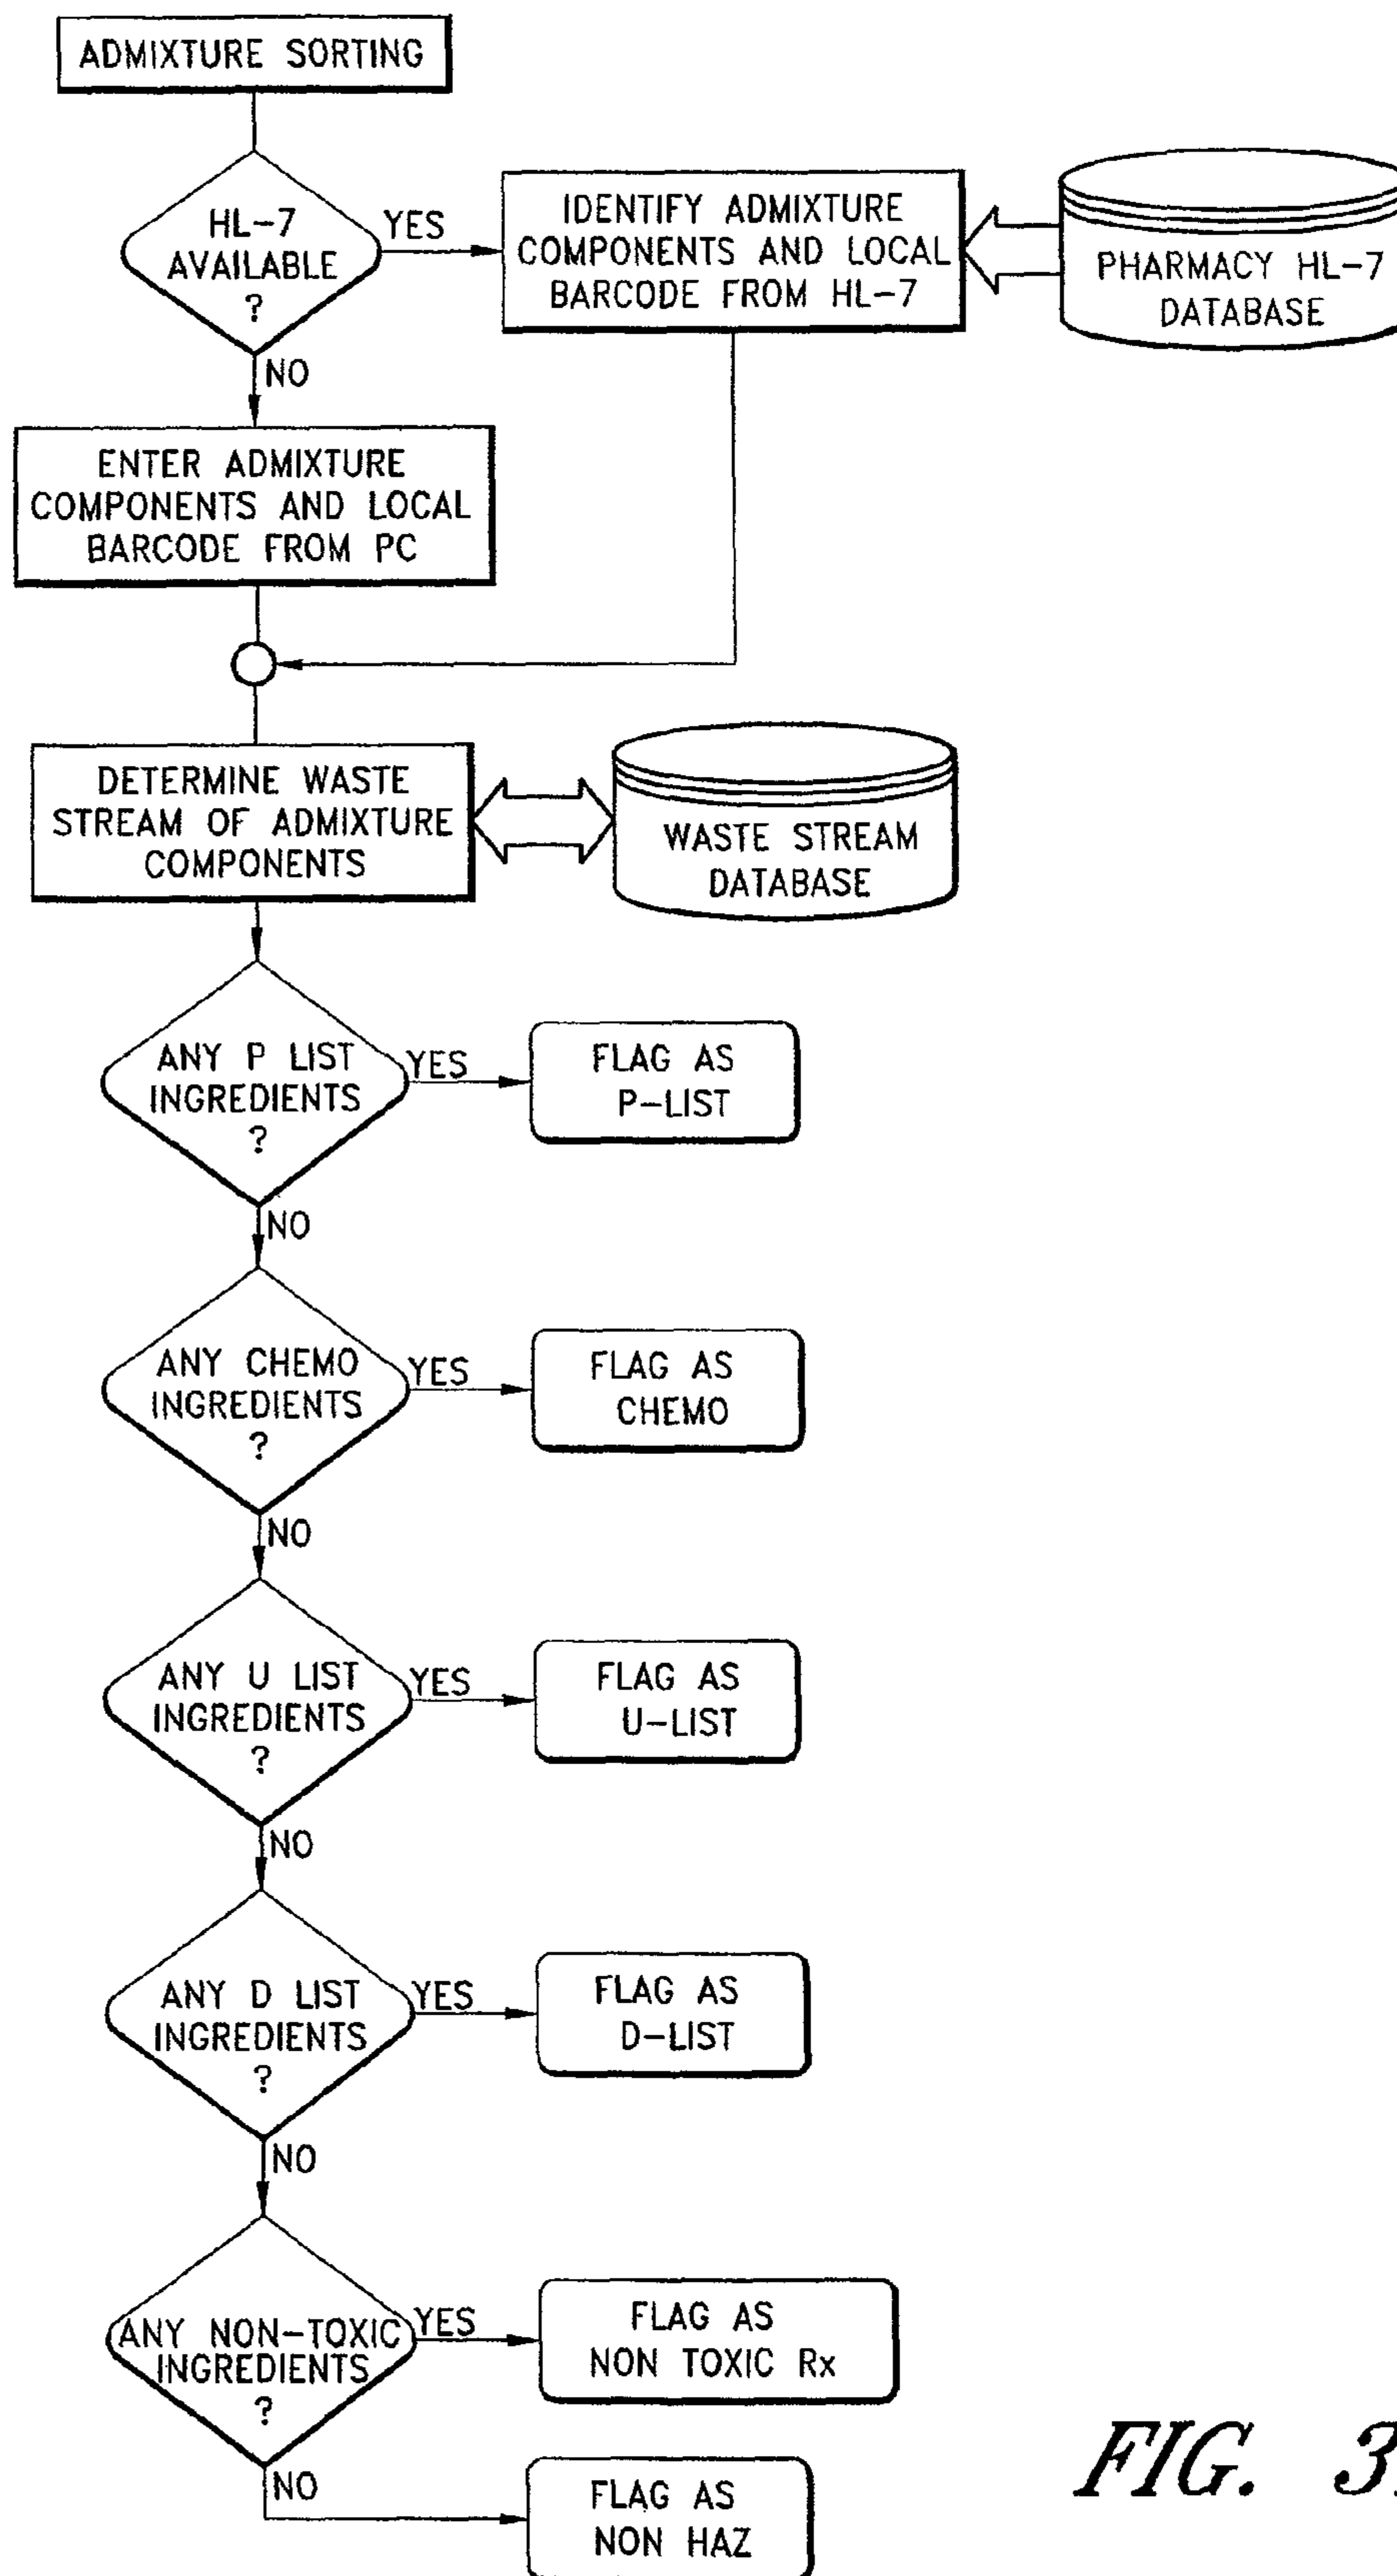 ADMIXTURE SORTING
HL-7
AVAILABLE
?
YES
IDENTIFY ADMIXTURE
COMPONENTS AND LOCAL
BARCODE FROM HL-7
PHARMACY HL-7
DATABASE
NO
ENTER ADMIXTURE
COMPONENTS AND LOCAL
BARCODE FROM PC
DETERMINE WASTE
STREAM OF ADMIXTURE
COMPONENTS
WASTE STREAM
DATABASE
ANY P LIST
INGREDIENTS
?
YES
FLAG AS
P-LIST
NO
ANY CHEMO
INGREDIENTS
?
YES
FLAG AS
CHEMO
NO
ANY U LIST
INGREDIENTS
?
YES
FLAG AS
U-LIST
NO
ANY D LIST
INGREDIENTS
?
YES
FLAG AS
D-LIST
NO
ANY NON-TOXIC
INGREDIENTS
?
YES
FLAG AS
NON TOXIC Rx
NO
FLAG AS
NON HAZ
FIG. 3